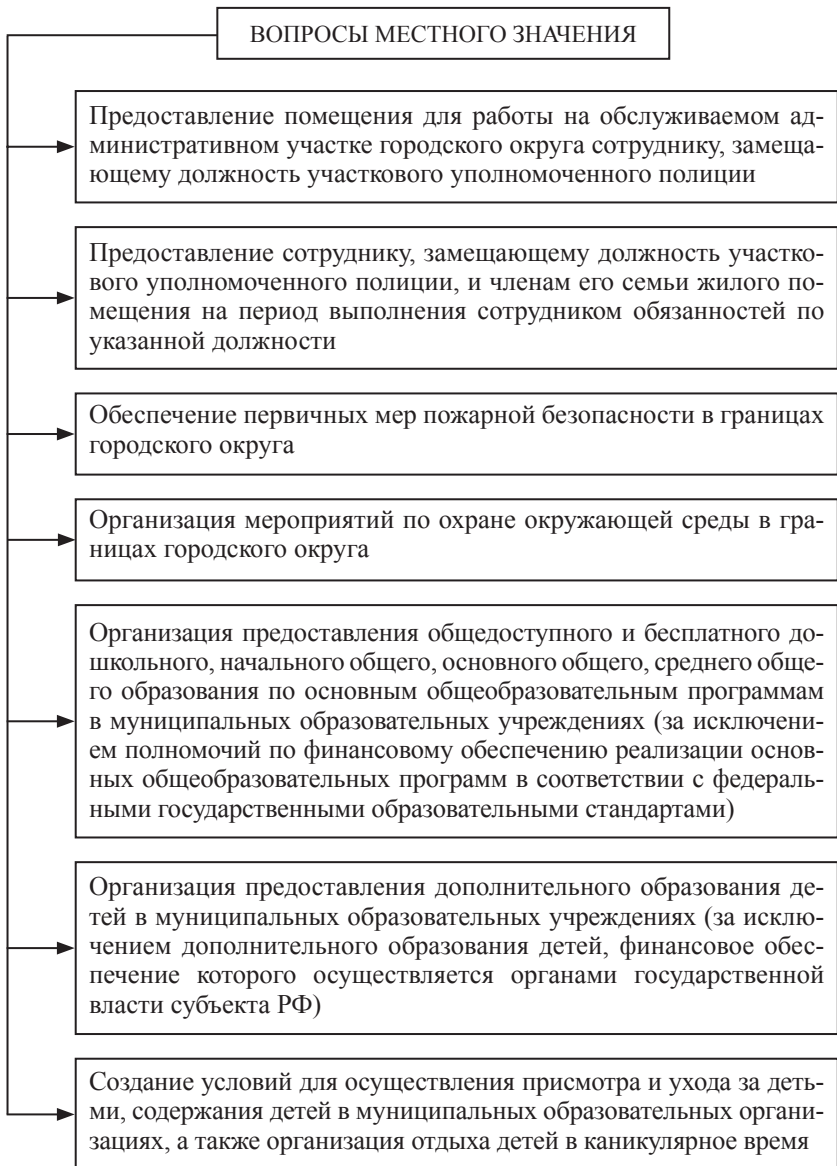 ВОПРОСЫ МЕСТНОГО ЗНАЧЕНИЯ
Предоставление помещения для работы на обслуживаемом ад-
министративном участке городского округа сотруднику, замеща-
ющему должность участкового уполномоченного полиции
Предоставление сотруднику, замещающему должность участко-
вого уполномоченного полиции, и членам его семьи жилого по-
мещения на период выполнения сотрудником обязанностей по
указанной должности
Обеспечение первичных мер пожарной безопасности в границах
городского округа
Организация мероприятий по охране окружающей среды в гра-
ницах городского округа
Организация предоставления общедоступного и бесплатного до-
школьного, начального общего, основного общего, среднего обще-
го образования по основным общеобразовательным программам
в муниципальных образовательных учреждениях (за исключени-
ем полномочий по финансовому обеспечению реализации основ-
ных общеобразовательных программ в соответствии с федераль-
ными государственными образовательными стандартами)
Организация предоставления дополнительного образования де-
тей в муниципальных образовательных учреждениях (за исклю-
чением дополнительного образования детей, финансовое обес-
печение которого осуществляется органами государственной
власти субъекта РФ)
Создание условий для осуществления присмотра и ухода за деть-
ми, содержания детей в муниципальных образовательных органи-
зациях, а также организация отдыха детей в каникулярное время